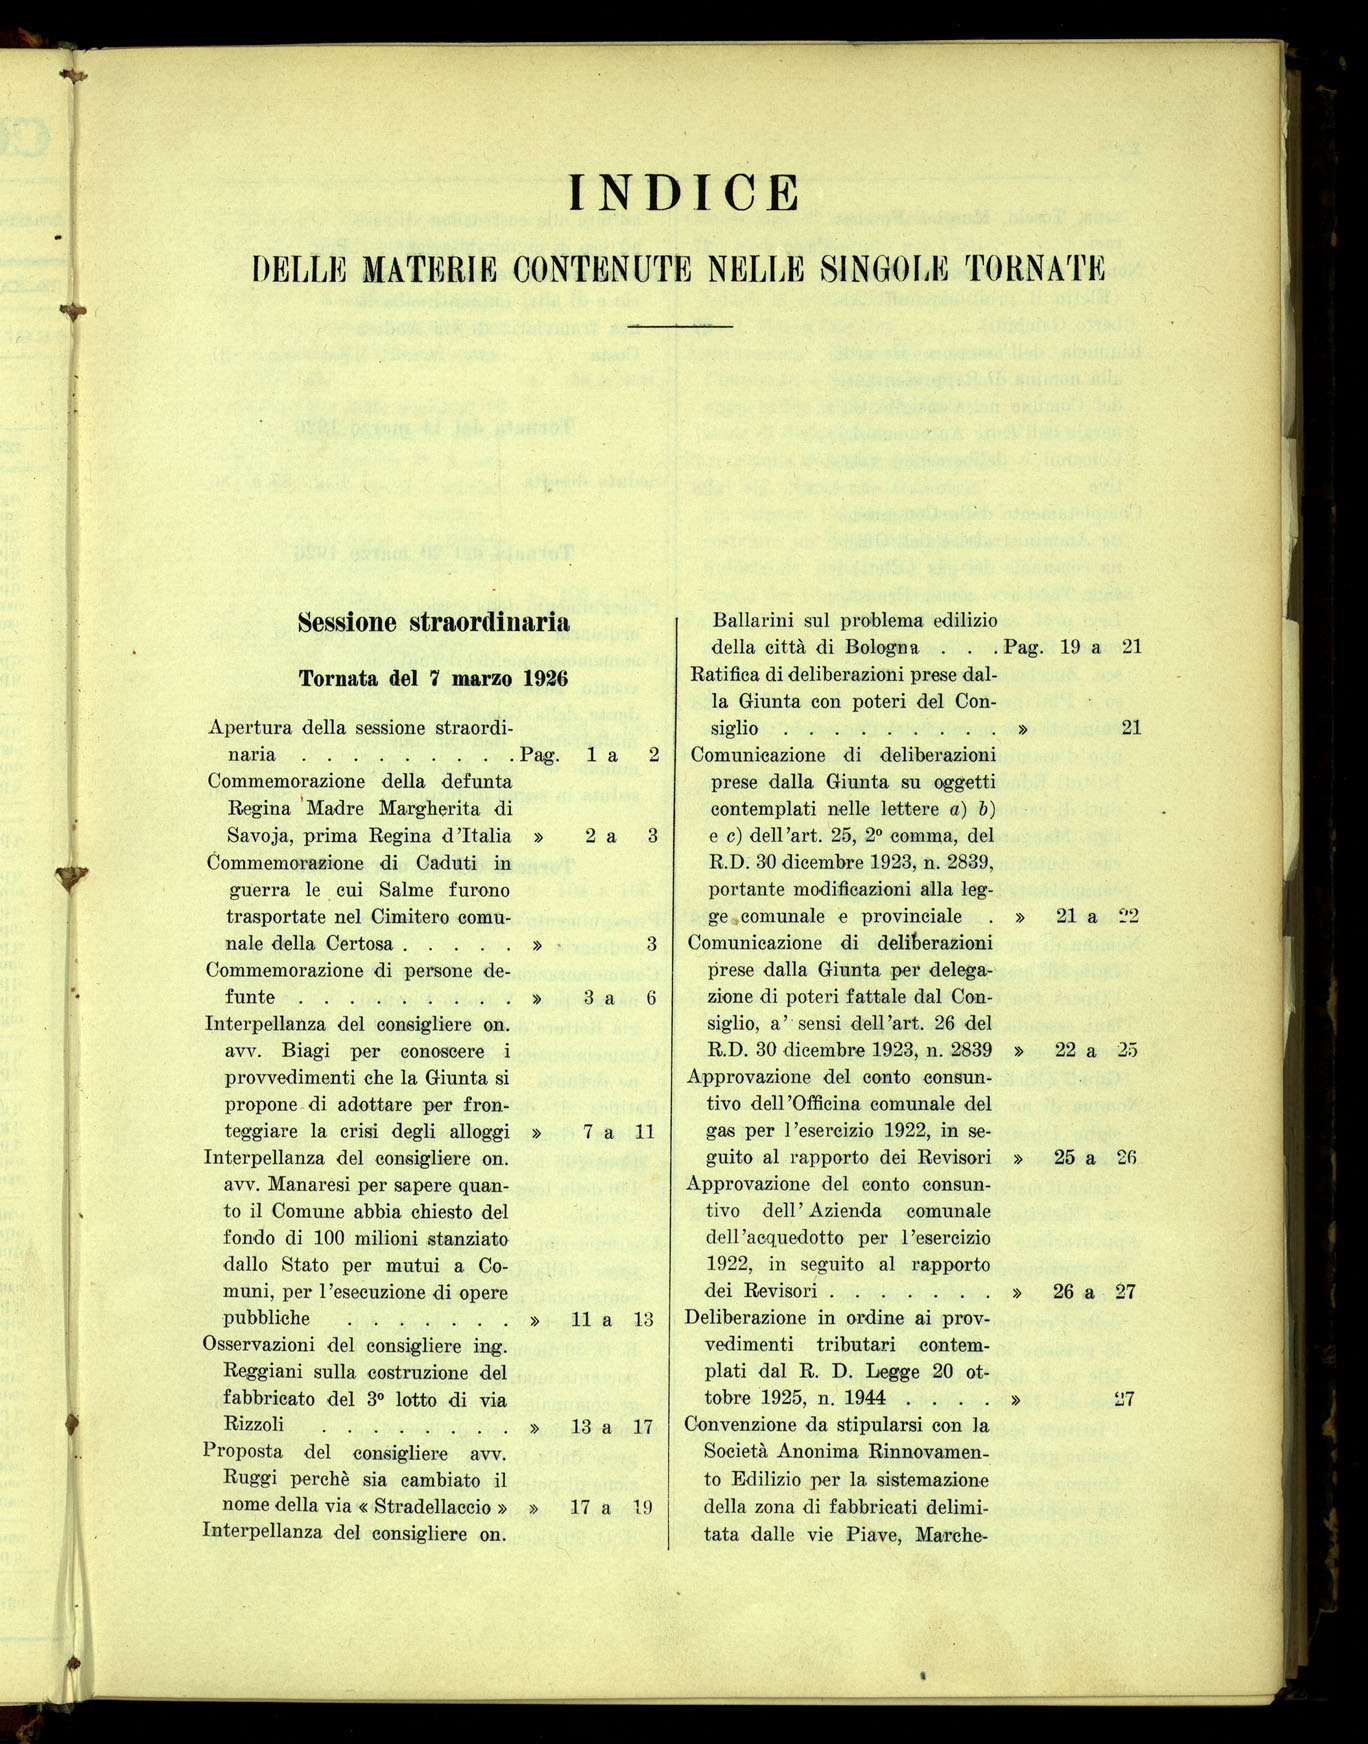 INDICE
DELLE MATERIE CONTENUTE NELLE SINGOLE TORNATE
Sessione straordinaria
Tornata del 7 marzo 1926
Apertura della sessione straordi-
naria . . . . . . . . . Pag. 1 a 2
Commemorazione della defunta
Regina Madre Margherita di
Savoja, prima Regina d'Italia » 2 a 3
Commemorazione di Caduti in
guerra le cui Salme furono
trasportate nel Cimitero comu-
nale della Certosa . . . . . » 3
Commemorazione di persone de-
funte . . . . . . . . . . » 3 a 6
Interpellanza del consigliere on.
avv. Biagi per conoscere i
provvedimenti che la Giunta si
propone di adottare per fron-
teggiare la crisi degli alloggi » 7 a 11
Interpellanza del consigliere on.
avv. Manaresi per sapere quan-
to il Comune abbia chiesto del
fondo di 100 milioni stanziato
dallo Stato per mutui a Co-
muni, per l'esecuzione di opere
pubbliche . . . . . . . » 11 a 13
Osservazioni del consigliere ing.
Reggiani sulla costruzione del
fabbricato del 3º lotto di via
Rizzoli . . . . . . . . » 13 a 17
Proposta del consigliere avv.
Ruggi perchè sia cambiato il
nome della via « Stradellaccio » » 17 a 19
Interpellanza del consigliere on.
Ballarini sul problema edilizio
della città di Bologna . . . Pag. 19 a 21
Ratifica di deliberazioni prese dal-
la Giunta con poteri del Con-
siglio . . . . . . . . . » 21
Comunicazione di deliberazioni
prese dalla Giunta su oggetti
contemplati nelle lettere a) b)
e c) dell'art. 25, 2º comma, del
R.D. 30 dicembre 1923, n. 2839,
portante modificazioni alla leg-
ge comunale e provinciale . » 21 a 22
Comunicazione di deliberazioni
prese dalla Giunta per delega-
zione di poteri fattale dal Con-
siglio, a' sensi dell'art. 26 del
R.D. 30 dicembre 1923, n. 2839 » 22 a 25
Approvazione del conto consun-
tivo dell'Officina comunale del
gas per l'esercizio 1922, in se-
guito al rapporto dei Revisori » 25 a 26
Approvazione del conto consun-
tivo dell' Azienda comunale
dell'acquedotto per l'esercizio
1922, in seguito al rapporto
dei Revisori . . . . . . . » 26 a 27
Deliberazione in ordine ai prov-
vedimenti tributari contem-
plati dal R. D. Legge 20 ot-
tobre 1925, n. 1944 . . . . » 27
Convenzione da stipularsi con la
Società Anonima Rinnovamen-
to Edilizio per la sistemazione
della zona di fabbricati delimi-
tata dalle vie Piave, Marche-